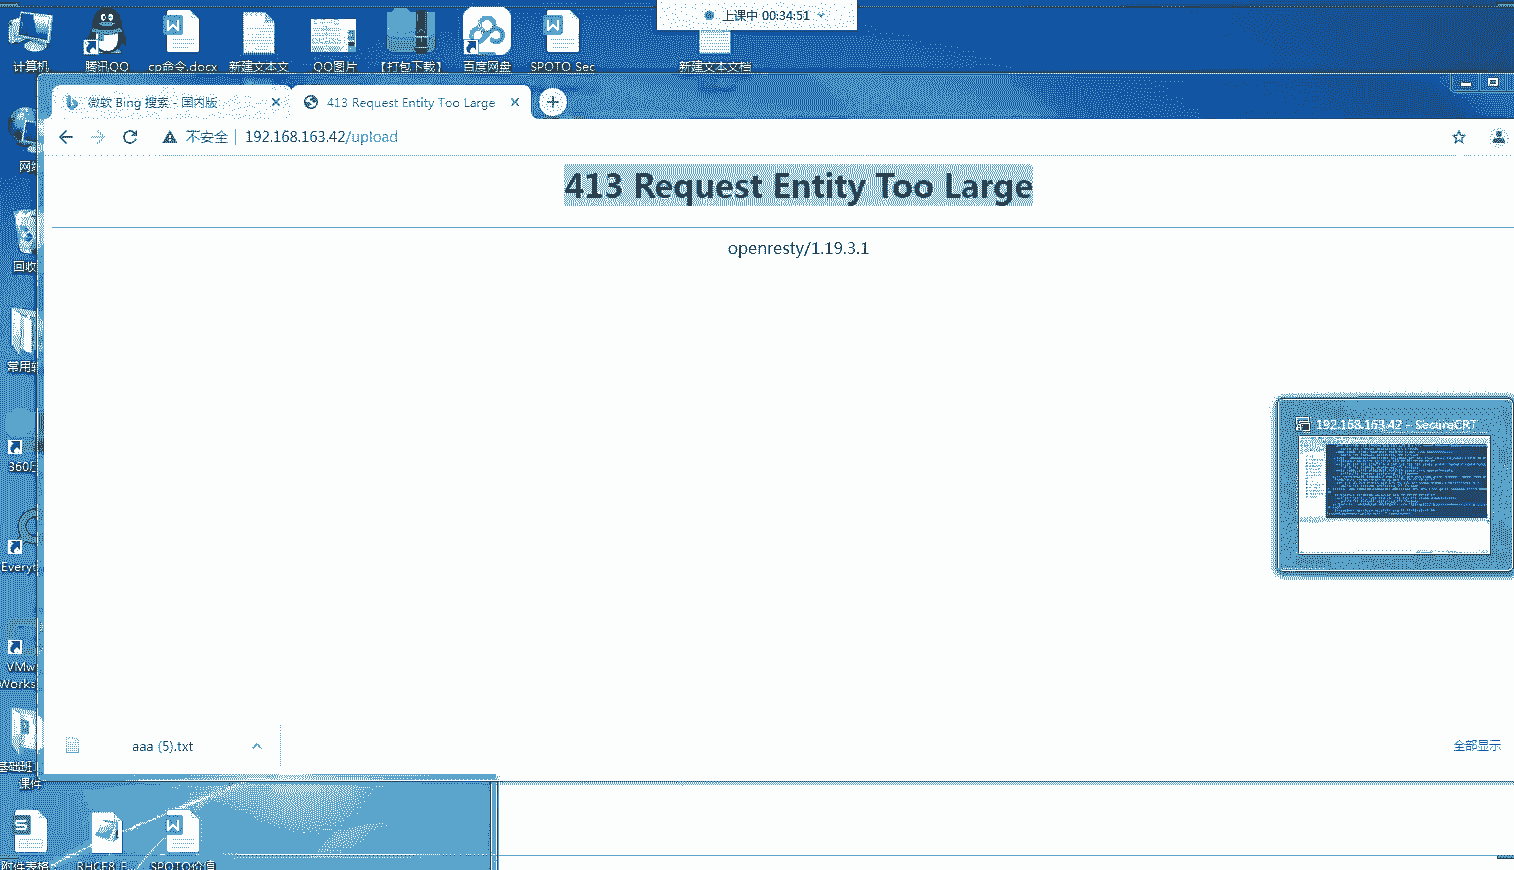 上课中 00:34:51
计算机
腾讯QQ
cp命令.docx
新建文本文
QQ图片
【打包下载】
百度网盘
SPOTO Sec
新建文本文档
微软 Bing 搜索 - 国内版
413 Request Entity Too Large
不安全
192.168.163.42/upload
413 Request Entity Too Large
openresty/1.19.3.1
网络
回收
常用软
192.168.163.42 - SecureCRT
360
Everyt
VMw
Works
aaa (5).txt
全部显示
基础班
课件
附件表格
RHCE8_E...
SPOTO价值